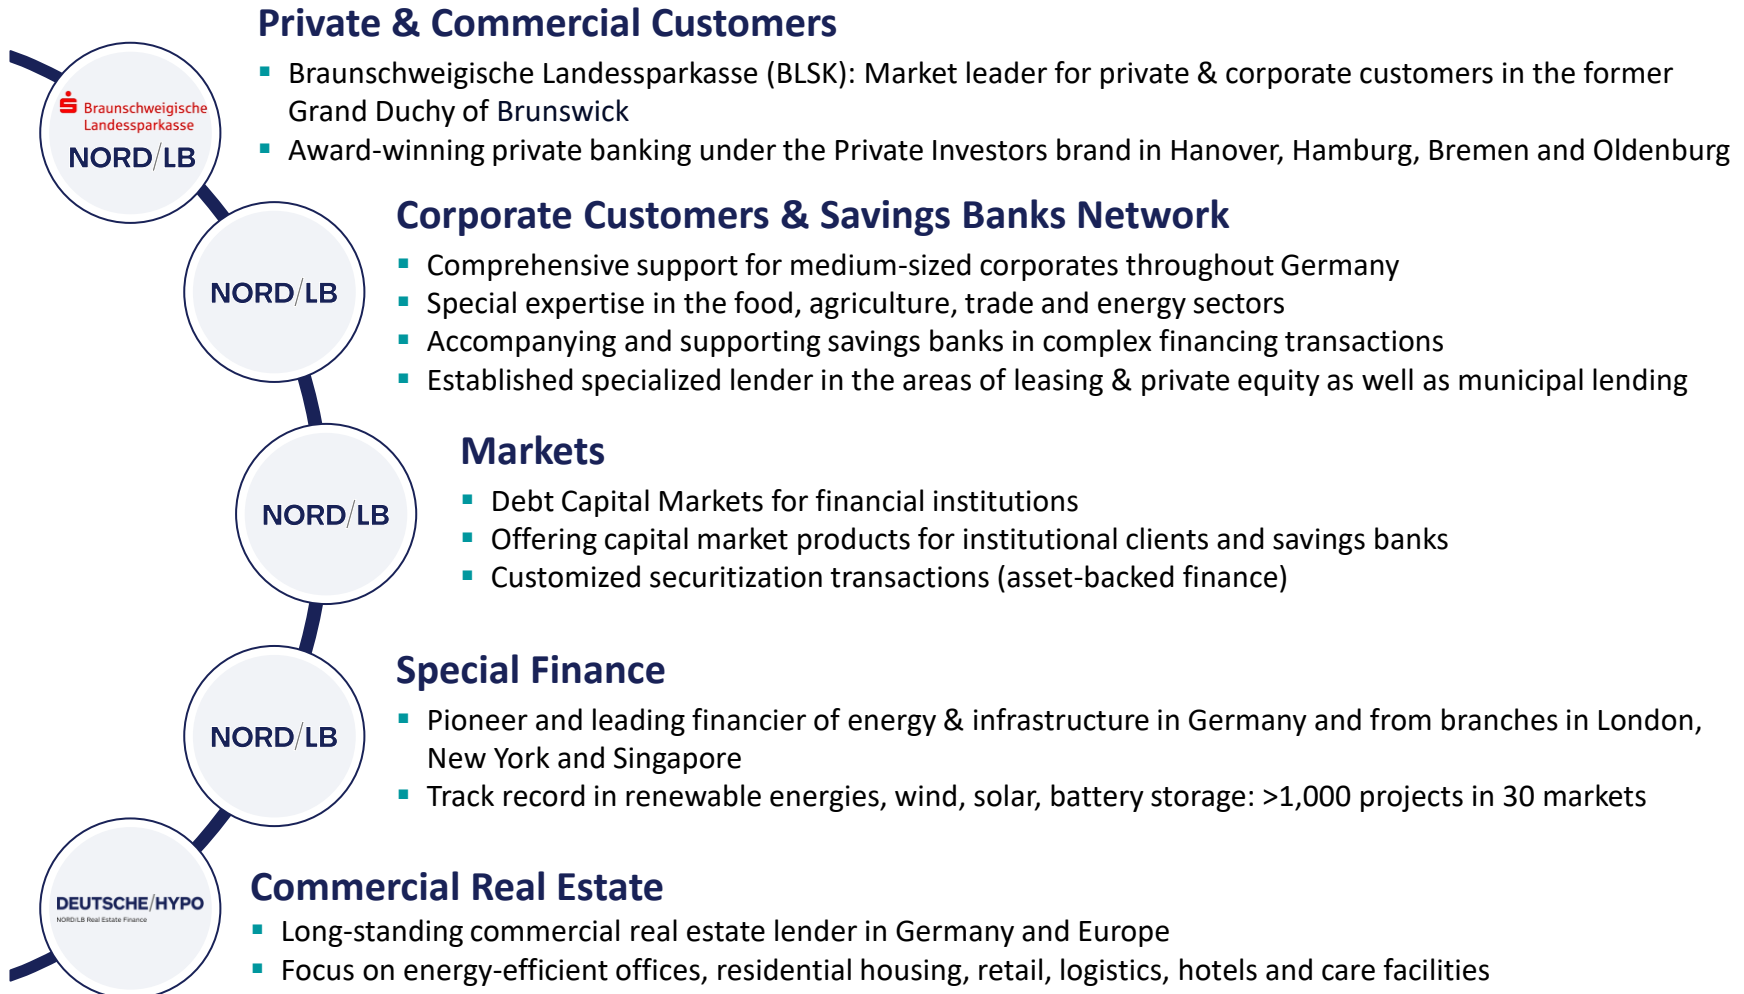 Private & Commercial Customers
▪ Braunschweigische Landessparkasse (BLSK): Market leader for private & corporate customers in the former
Grand Duchy of Brunswick
▪ Award-winning private banking under the Private Investors brand in Hanover, Hamburg, Bremen and Oldenburg
Braunschweigische
Landessparkasse
NORD/LB
Corporate Customers & Savings Banks Network
▪ Comprehensive support for medium-sized corporates throughout Germany
▪ Special expertise in the food, agriculture, trade and energy sectors
▪ Accompanying and supporting savings banks in complex financing transactions
▪ Established specialized lender in the areas of leasing & private equity as well as municipal lending
NORD/LB
Markets
▪ Debt Capital Markets for financial institutions
▪ Offering capital market products for institutional clients and savings banks
▪ Customized securitization transactions (asset-backed finance)
NORD/LB
Special Finance
▪ Pioneer and leading financier of energy & infrastructure in Germany and from branches in London,
New York and Singapore
▪ Track record in renewable energies, wind, solar, battery storage: >1,000 projects in 30 markets
NORD/LB
Commercial Real Estate
▪ Long-standing commercial real estate lender in Germany and Europe
▪ Focus on energy-efficient offices, residential housing, retail, logistics, hotels and care facilities
DEUTSCHE/HYPO
NORD/LB Real Estate Finance